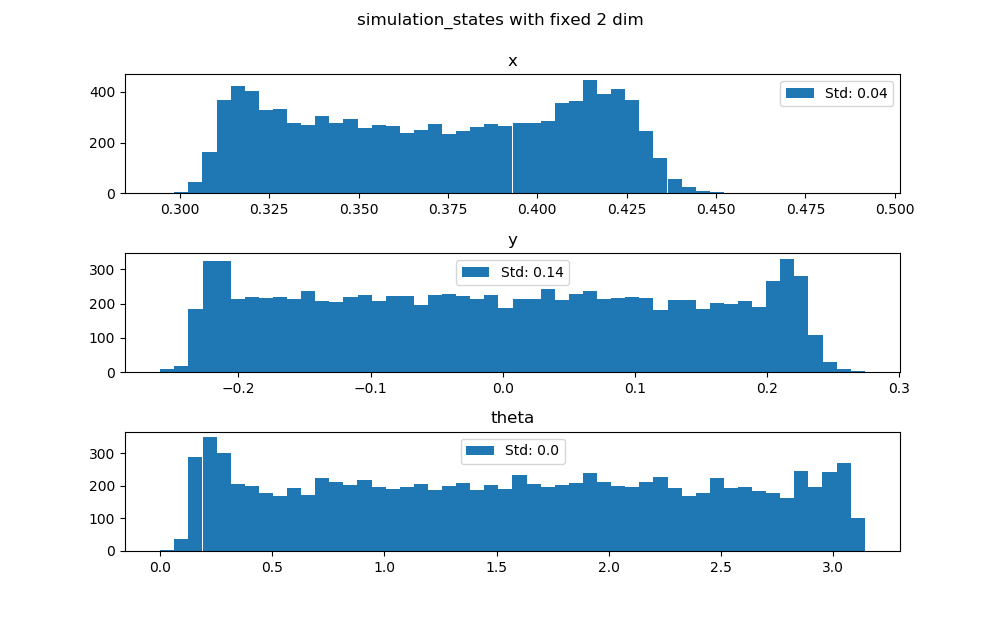 simulation_states with fixed 2 dim
x
400
200
0
Std: 0.04
0.300 0.325 0.350 0.375 0.400 0.425 0.450 0.475 0.500
y
300
200
100
0
Std: 0.14
−0.2 −0.1 0.0 0.1 0.2 0.3
theta
300
200
100
0
Std: 0.0
0.0 0.5 1.0 1.5 2.0 2.5 3.0